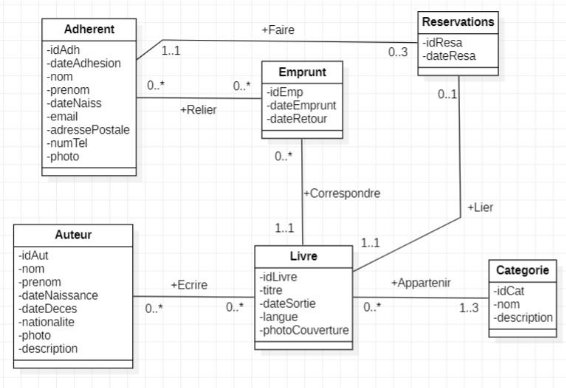 Adherent
-idAdh
-dateAdhesion
-nom
-prenom
-dateNaiss
-email
-adressePostale
-numTel
-photo
+Faire
1..1
0..3
Reservations
-idResa
-dateResa
0..1
0..*
0..*
+Relier
Emprunt
-idEmp
-dateEmprunt
-dateRetour
0..*
+Correspondre
1..1
+Lier
1..1
Auteur
-idAut
-nom
-prenom
-dateNaissance
-dateDeces
-nationalite
-photo
-description
+Ecrire
0..*
0..*
Livre
-idLivre
-titre
-dateSortie
-langue
-photoCouverture
+Appartenir
0..*
1..3
Categorie
-idCat
-nom
-description